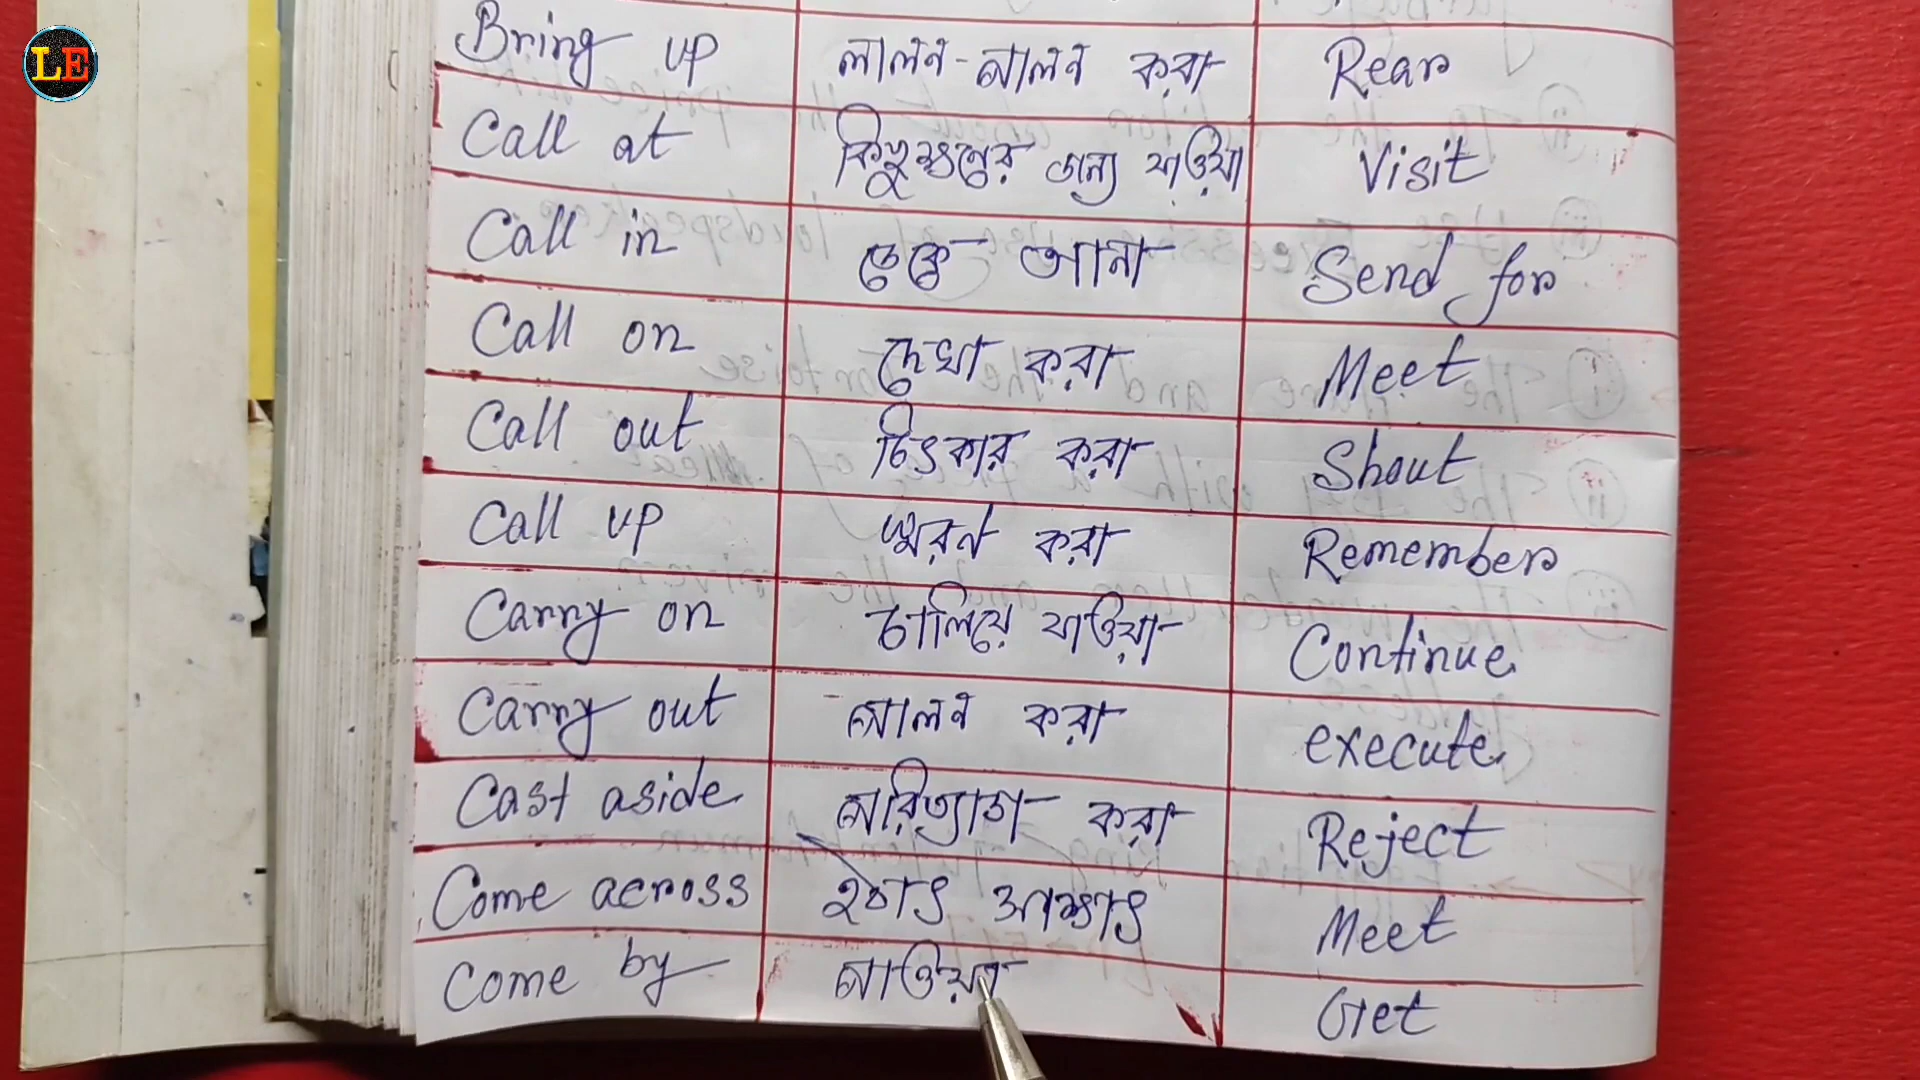 LE
Bring up লালন-পালন করা Rear
Call at কিছুক্ষণের জন্য যাওয়া Visit
Call in ডেকে আনা Send for
Call on দেখা করা Meet
Call out চিৎকার করা Shout
Call up স্মরণ করা Remember
Carry on চালিয়ে যাওয়া Continue
Carry out পালন করা execute
Cast aside পরিত্যাগ করা Reject
Come across হঠাৎ সাক্ষাৎ Meet
Come by পাওয়া Get